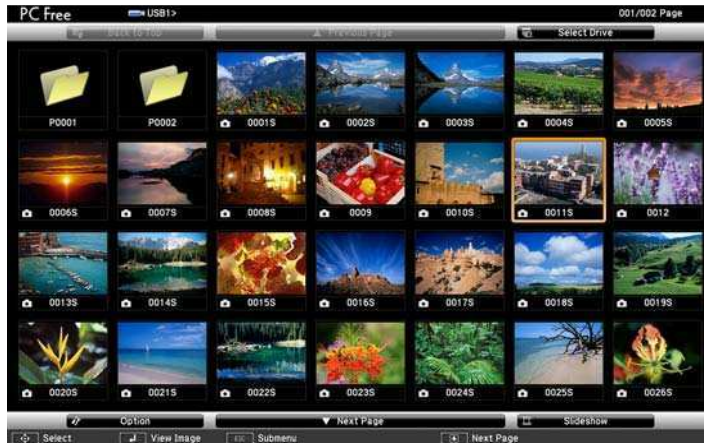 PC Free USB1> 001/002 Page
Back to Top Previous Page Select Drive
P0001 P0002 0001S 0002S 0003S 0004S 0005S
0006S 0007S 0008S 0009 0010S 0011S 0012
0013S 0014S 0015S 0016S 0017S 0018S 0019S
0020S 0021S 0022S 0023S 0024S 0025S 0026S
Option Next Page Slideshow
Select View Image ESC Submenu Next Page